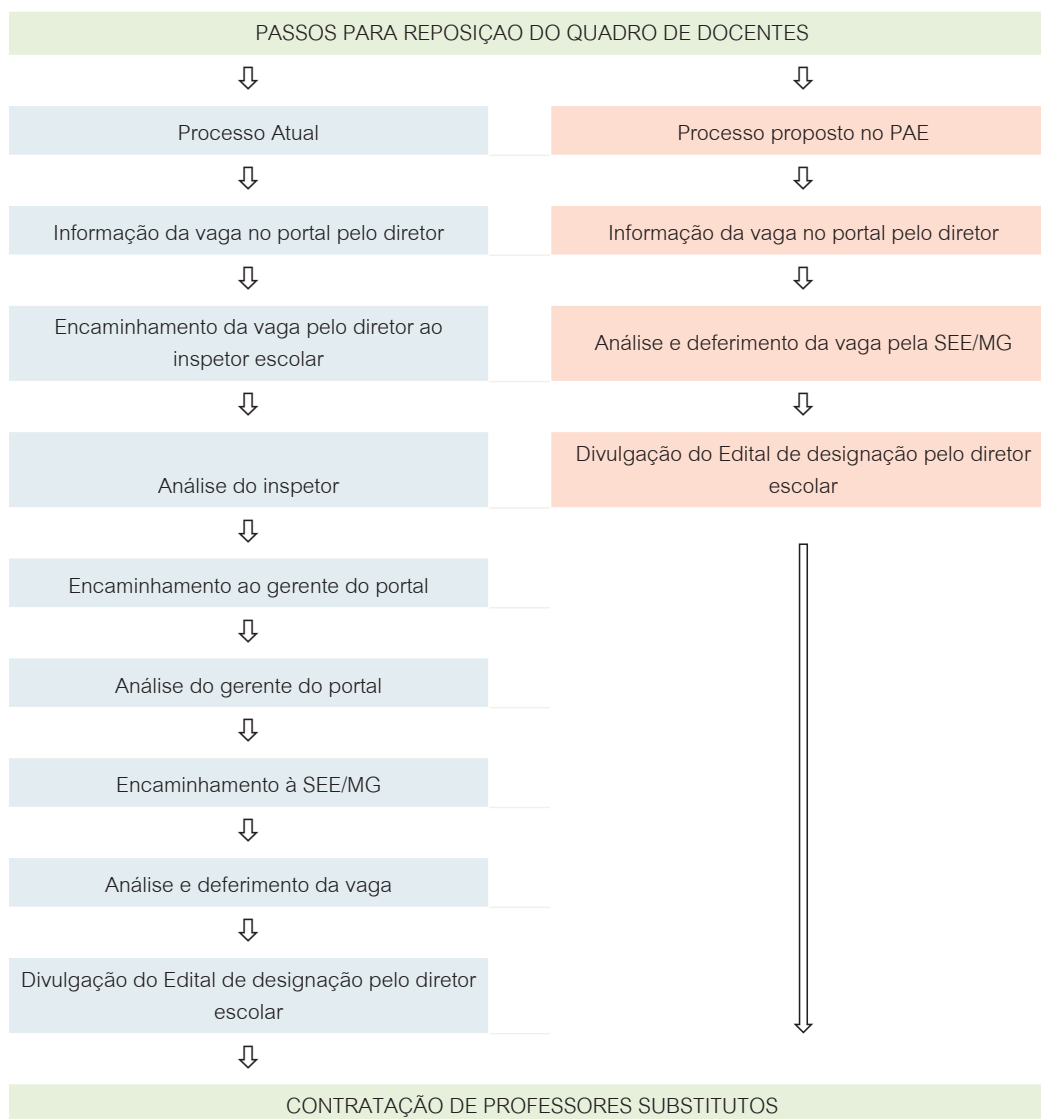 PASSOS PARA REPOSIÇAO DO QUADRO DE DOCENTES
Processo Atual
Processo proposto no PAE
Informação da vaga no portal pelo diretor
Informação da vaga no portal pelo diretor
Encaminhamento da vaga pelo diretor ao
inspetor escolar
Análise e deferimento da vaga pela SEE/MG
Análise do inspetor
Divulgação do Edital de designação pelo diretor
escolar
Encaminhamento ao gerente do portal
Análise do gerente do portal
Encaminhamento à SEE/MG
Análise e deferimento da vaga
Divulgação do Edital de designação pelo diretor
escolar
CONTRATAÇÃO DE PROFESSORES SUBSTITUTOS